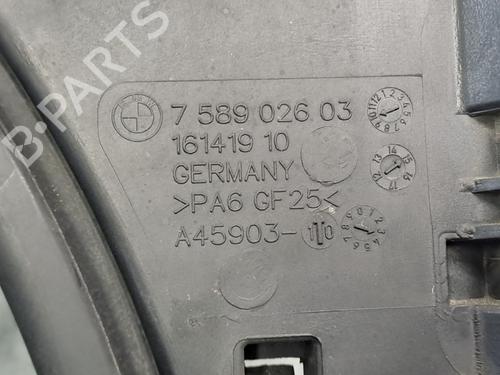 7 589 026 03
161419 10
GERMANY
>PA6 GF25<
A45903-
B-PARTS